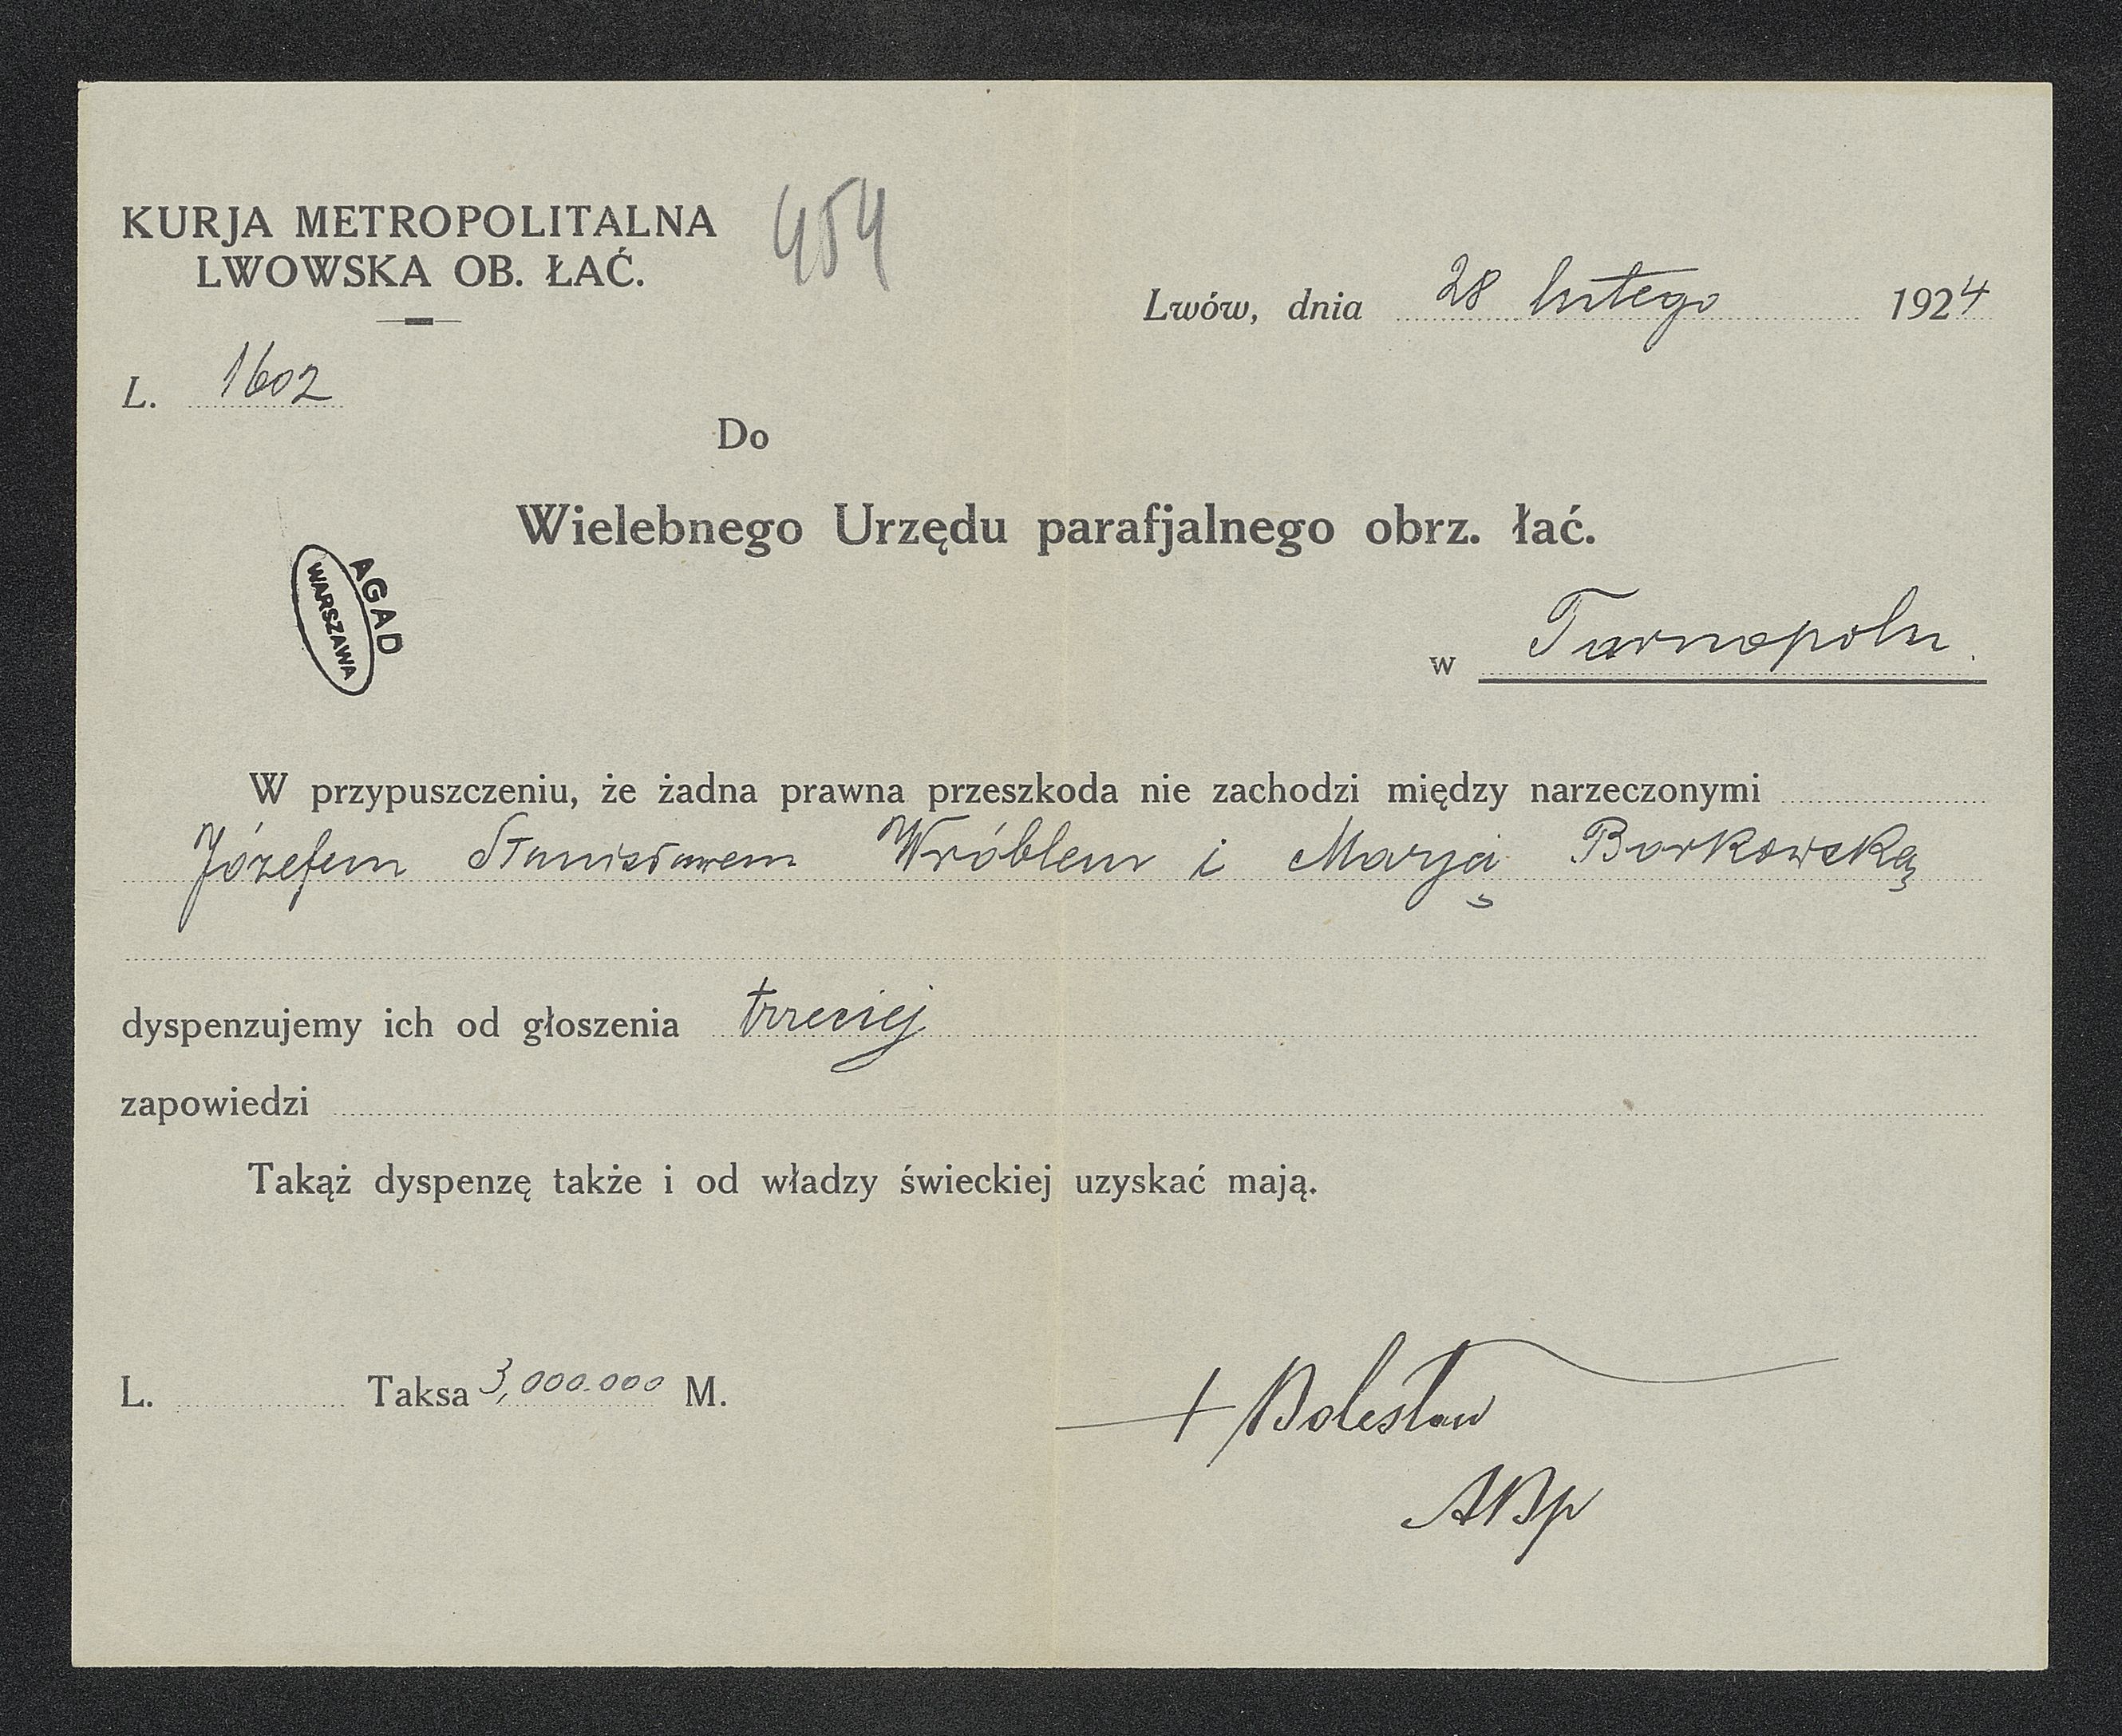 KURJA METROPOLITALNA
LWOWSKA OB. ŁAĆ.
454
Lwów, dnia 28 lutego 1924
L. 1602
Do
Wielebnego Urzędu parafjalnego obrz. łać.
AGAD
WARSZAWA
w Tarnopolu.
W przypuszczeniu, że żadna prawna przeszkoda nie zachodzi między narzeczonymi
Józefem Stanisławem Wróblem i Marją Borkowską
dyspenzujemy ich od głoszenia trzeciej
zapowiedzi
Takąż dyspenzę także i od władzy świeckiej uzyskać mają.
L. Taksa 3,000.000 M.
+ Bolesław
ABp